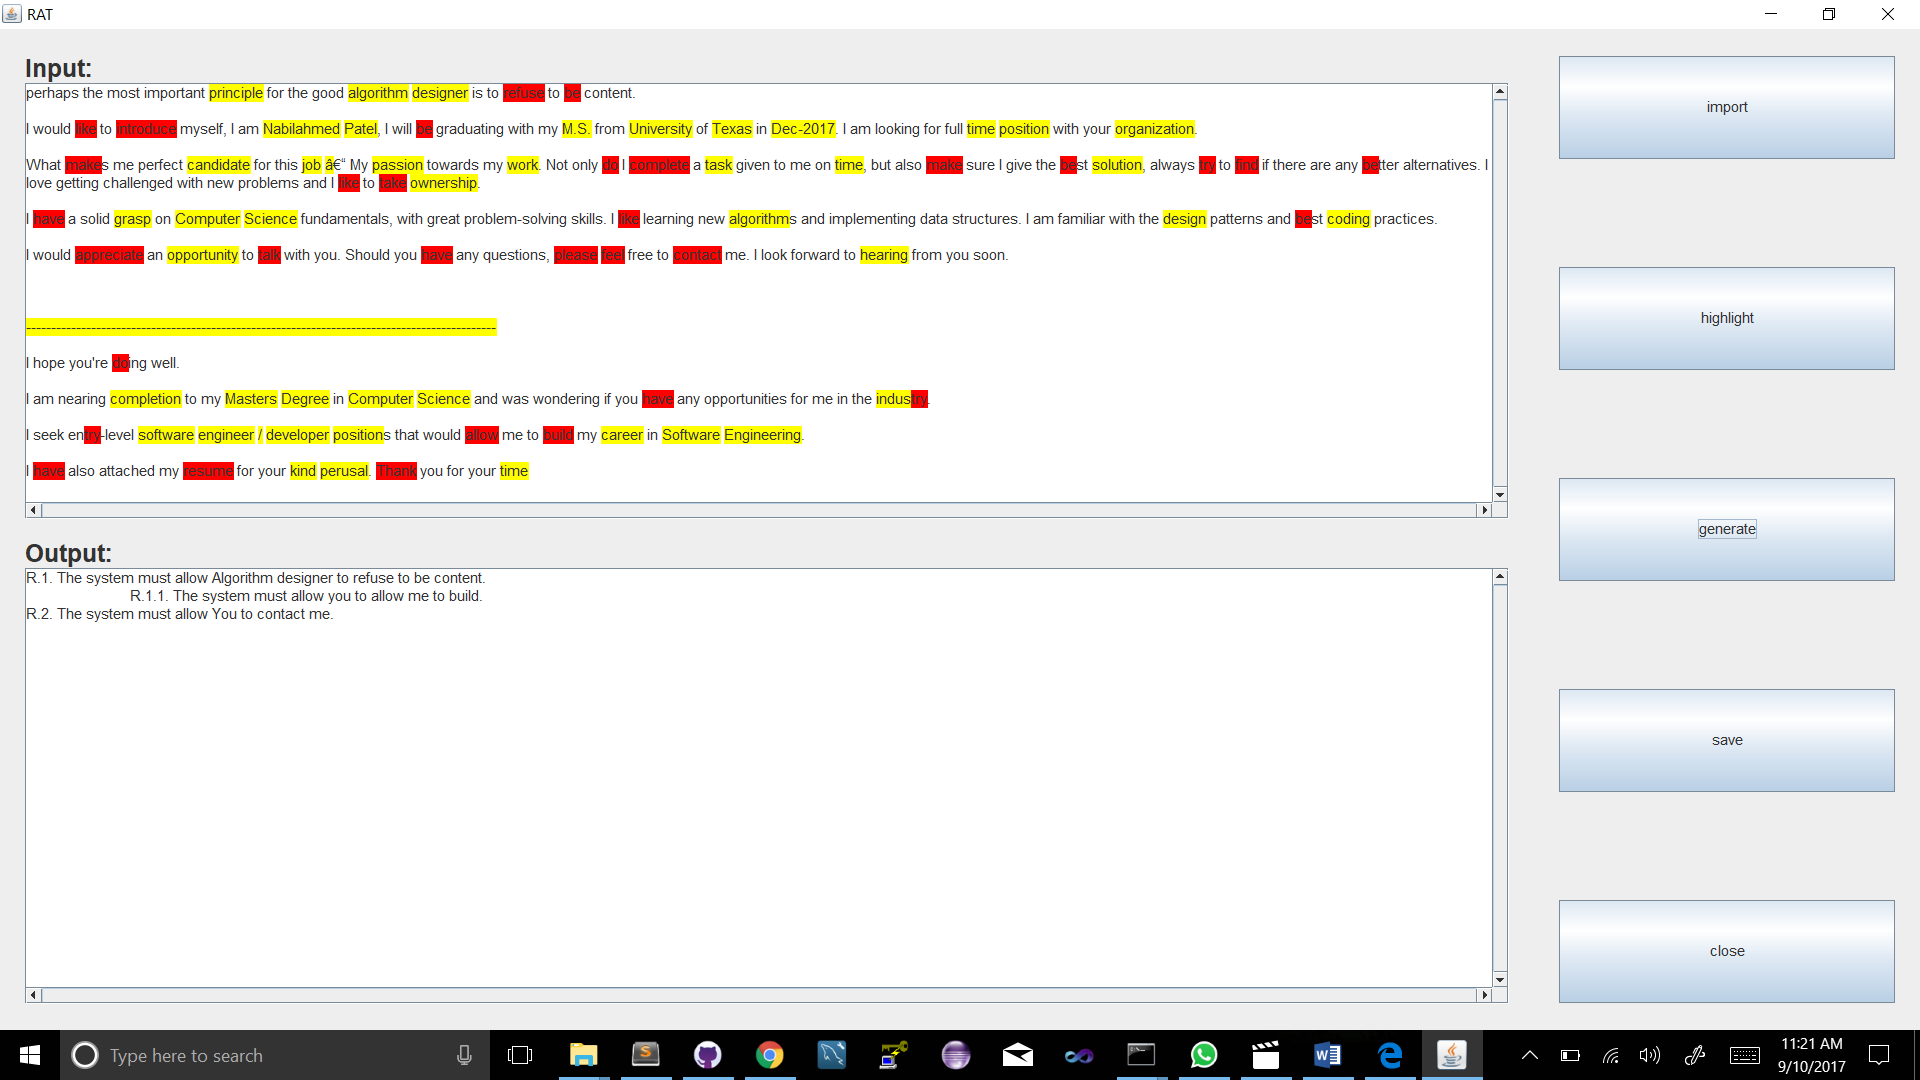 RAT
Input:
perhaps the most important principle for the good algorithm designer is to refuse to be content.
I would like to introduce myself, I am Nabilahmed Patel, I will be graduating with my M.S. from University of Texas in Dec-2017. I am looking for full time position with your organization.
What makes me perfect candidate for this job â€“ My passion towards my work. Not only do I complete a task given to me on time, but also make sure I give the best solution, always try to find if there are any better alternatives. I
love getting challenged with new problems and I like to take ownership.
I have a solid grasp on Computer Science fundamentals, with great problem-solving skills. I like learning new algorithms and implementing data structures. I am familiar with the design patterns and best coding practices.
I would appreciate an opportunity to talk with you. Should you have any questions, please feel free to contact me. I look forward to hearing from you soon.
----------------------------------------------------------------------------------------------
I hope you're doing well.
I am nearing completion to my Masters Degree in Computer Science and was wondering if you have any opportunities for me in the industry.
I seek entry-level software engineer / developer positions that would allow me to build my career in Software Engineering.
I have also attached my resume for your kind perusal. Thank you for your time
Output:
R.1. The system must allow Algorithm designer to refuse to be content.
R.1.1. The system must allow you to allow me to build.
R.2. The system must allow You to contact me.
import
highlight
generate
save
close
Type here to search
11:21 AM
9/10/2017